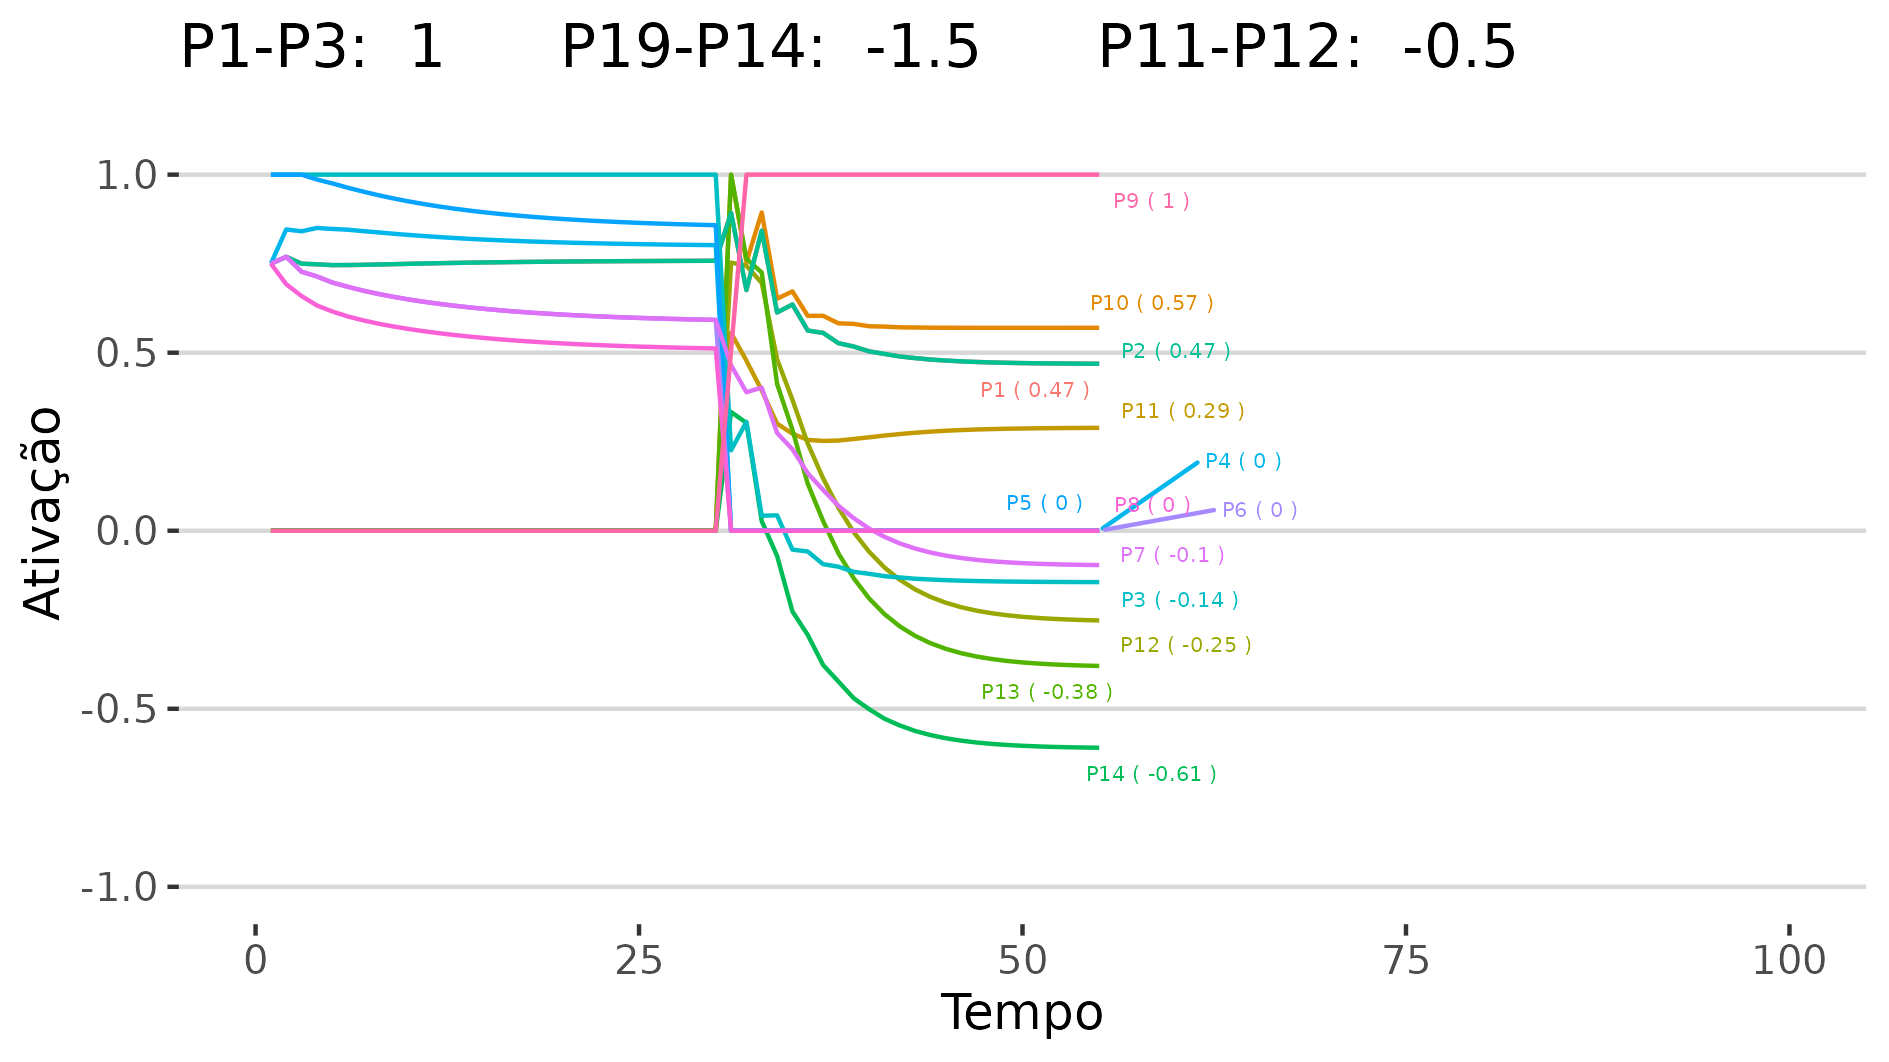 P1-P3:  1      P19-P14:  -1.5      P11-P12:  -0.5
1.0
P9 ( 1 )
P10 ( 0.57 )
0.5
P2 ( 0.47 )
P1 ( 0.47 )
P11 ( 0.29 )
P4 ( 0 )
P5 ( 0 )
P8 ( 0 )
P6 ( 0 )
0.0
P7 ( -0.1 )
P3 ( -0.14 )
P12 ( -0.25 )
P13 ( -0.38 )
-0.5
P14 ( -0.61 )
-1.0
Ativação
0 25 50 75 100
Tempo